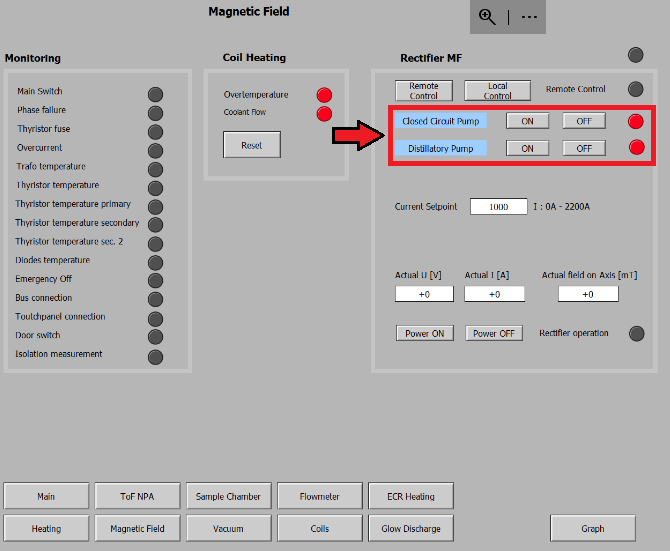 Magnetic Field
Monitoring
Main Switch
Phase failure
Thyristor fuse
Overcurrent
Trafo temperature
Thyristor temperature
Thyristor temperature primary
Thyristor temperature secondary
Thyristor temperature sec. 2
Diodes temperature
Emergency Off
Bus connection
Toutchpanel connection
Door switch
Isolation measurement
Coil Heating
Overtemperature
Coolant Flow
Reset
Rectifier MF
Remote
Control
Local
Control
Remote Control
Closed Circuit Pump ON OFF
Distillatory Pump ON OFF
Current Setpoint 1000 I : 0A - 2200A
Actual U [V] Actual I [A] Actual field on Axis [mT]
+0 +0 +0
Power ON Power OFF Rectifier operation
Main ToF NPA Sample Chamber Flowmeter ECR Heating
Heating Magnetic Field Vacuum Coils Glow Discharge Graph